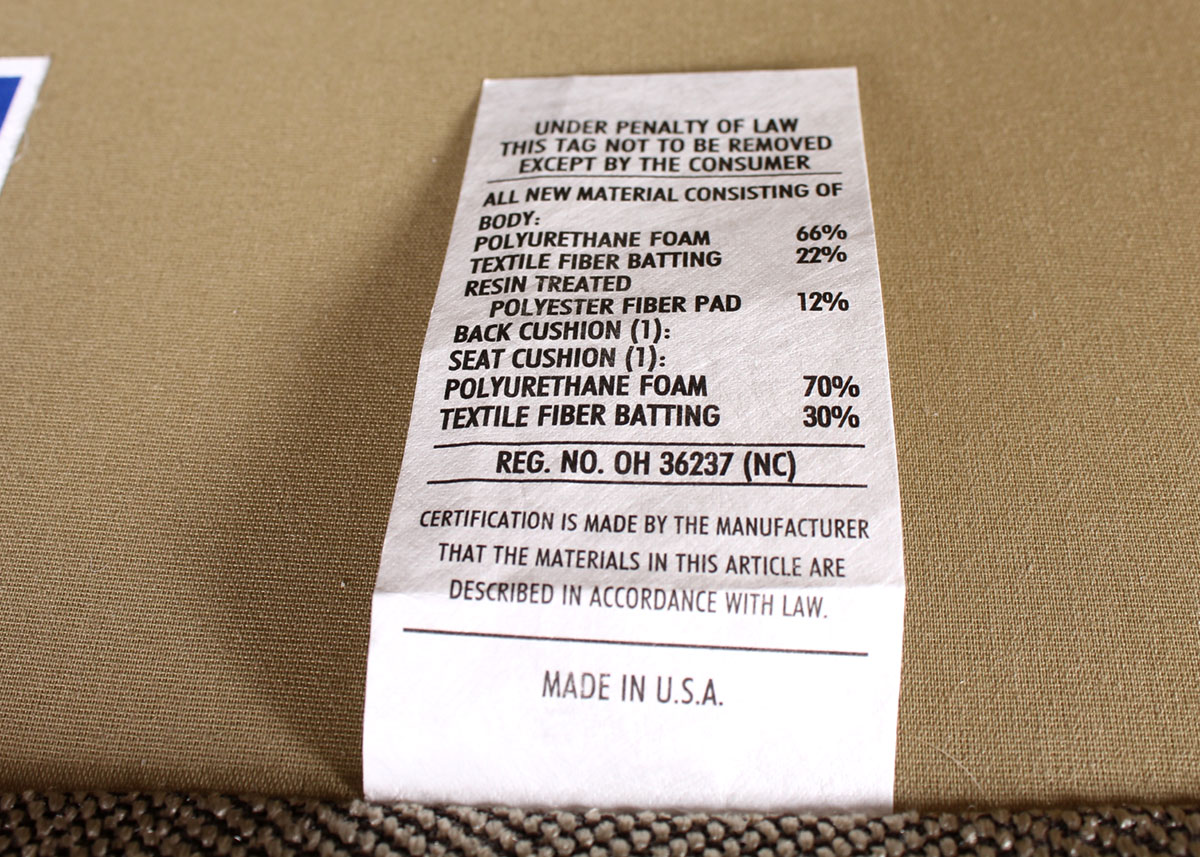 UNDER PENALTY OF LAW
THIS TAG NOT TO BE REMOVED
EXCEPT BY THE CONSUMER
ALL NEW MATERIAL CONSISTING OF
BODY:
POLYURETHANE FOAM 66%
TEXTILE FIBER BATTING 22%
RESIN TREATED
POLYESTER FIBER PAD 12%
BACK CUSHION (1):
SEAT CUSHION (1):
POLYURETHANE FOAM 70%
TEXTILE FIBER BATTING 30%
REG. NO. OH 36237 (NC)
CERTIFICATION IS MADE BY THE MANUFACTURER
THAT THE MATERIALS IN THIS ARTICLE ARE
DESCRIBED IN ACCORDANCE WITH LAW.
MADE IN U.S.A.